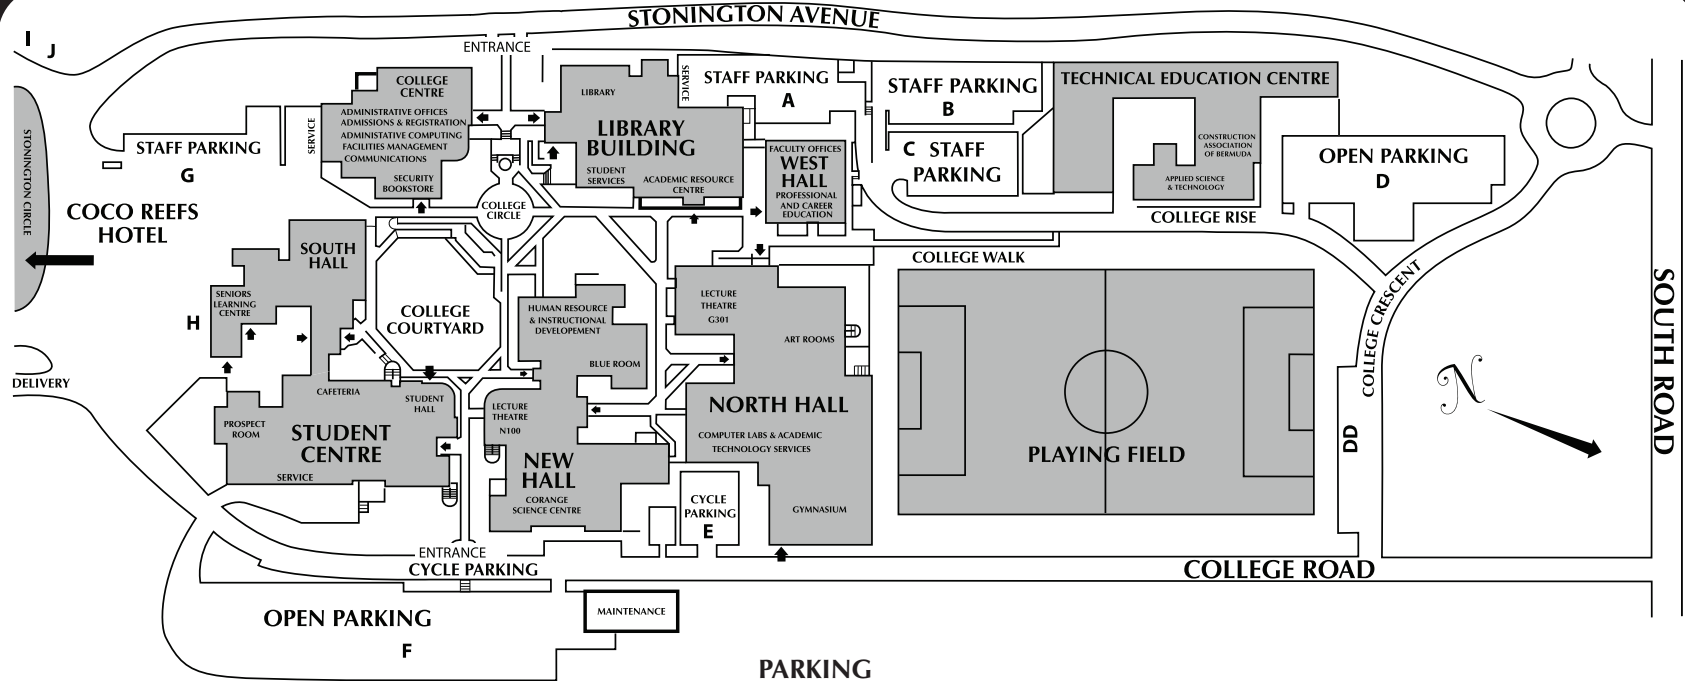 STONINGTON AVENUE
I
J
ENTRANCE
COLLEGE
CENTRE
ADMINSTRATIVE OFFICES
ADMISSIONS & REGISTRATION
ADMINISTATIVE COMPUTING
FACILITIES MANAGEMENT
COMMUNICATIONS
SECURITY
BOOKSTORE
SERVICE
LIBRARY
LIBRARY
BUILDING
STUDENT
SERVICES
ACADEMIC RESOURCE
CENTRE
SERVICE
STAFF PARKING
A
STAFF PARKING
B
C STAFF
PARKING
TECHNICAL EDUCATION CENTRE
CONSTRUCTION
ASSOCIATION
OF BERMUDA
APPLIED SCIENCE
& TECHNOLOGY
OPEN PARKING
D
STONINGTON CIRCLE
STAFF PARKING
G
COCO REEFS
HOTEL
FACULTY OFFICES
WEST
HALL
PROFESSIONAL
AND CAREER
EDUCATION
COLLEGE
CIRCLE
COLLEGE RISE
COLLEGE WALK
SOUTH
HALL
SENIORS
LEARNING
CENTRE
H
COLLEGE
COURTYARD
HUMAN RESOURCE
& INSTRUCTIONAL
DEVELOPEMENT
BLUE ROOM
LECTURE
THEATRE
G301
ART ROOMS
COLLEGE CRESCENT
SOUTH ROAD
N
DELIVERY
CAFETERIA
STUDENT
HALL
PROSPECT
ROOM
STUDENT
CENTRE
SERVICE
LECTURE
THEATRE
N100
NEW
HALL
CORANGE
SCIENCE CENTRE
NORTH HALL
COMPUTER LABS & ACADEMIC
TECHNOLOGY SERVICES
GYMNASIUM
PLAYING FIELD
DD
CYCLE
PARKING
E
ENTRANCE
CYCLE PARKING
COLLEGE ROAD
OPEN PARKING
F
MAINTENANCE
PARKING